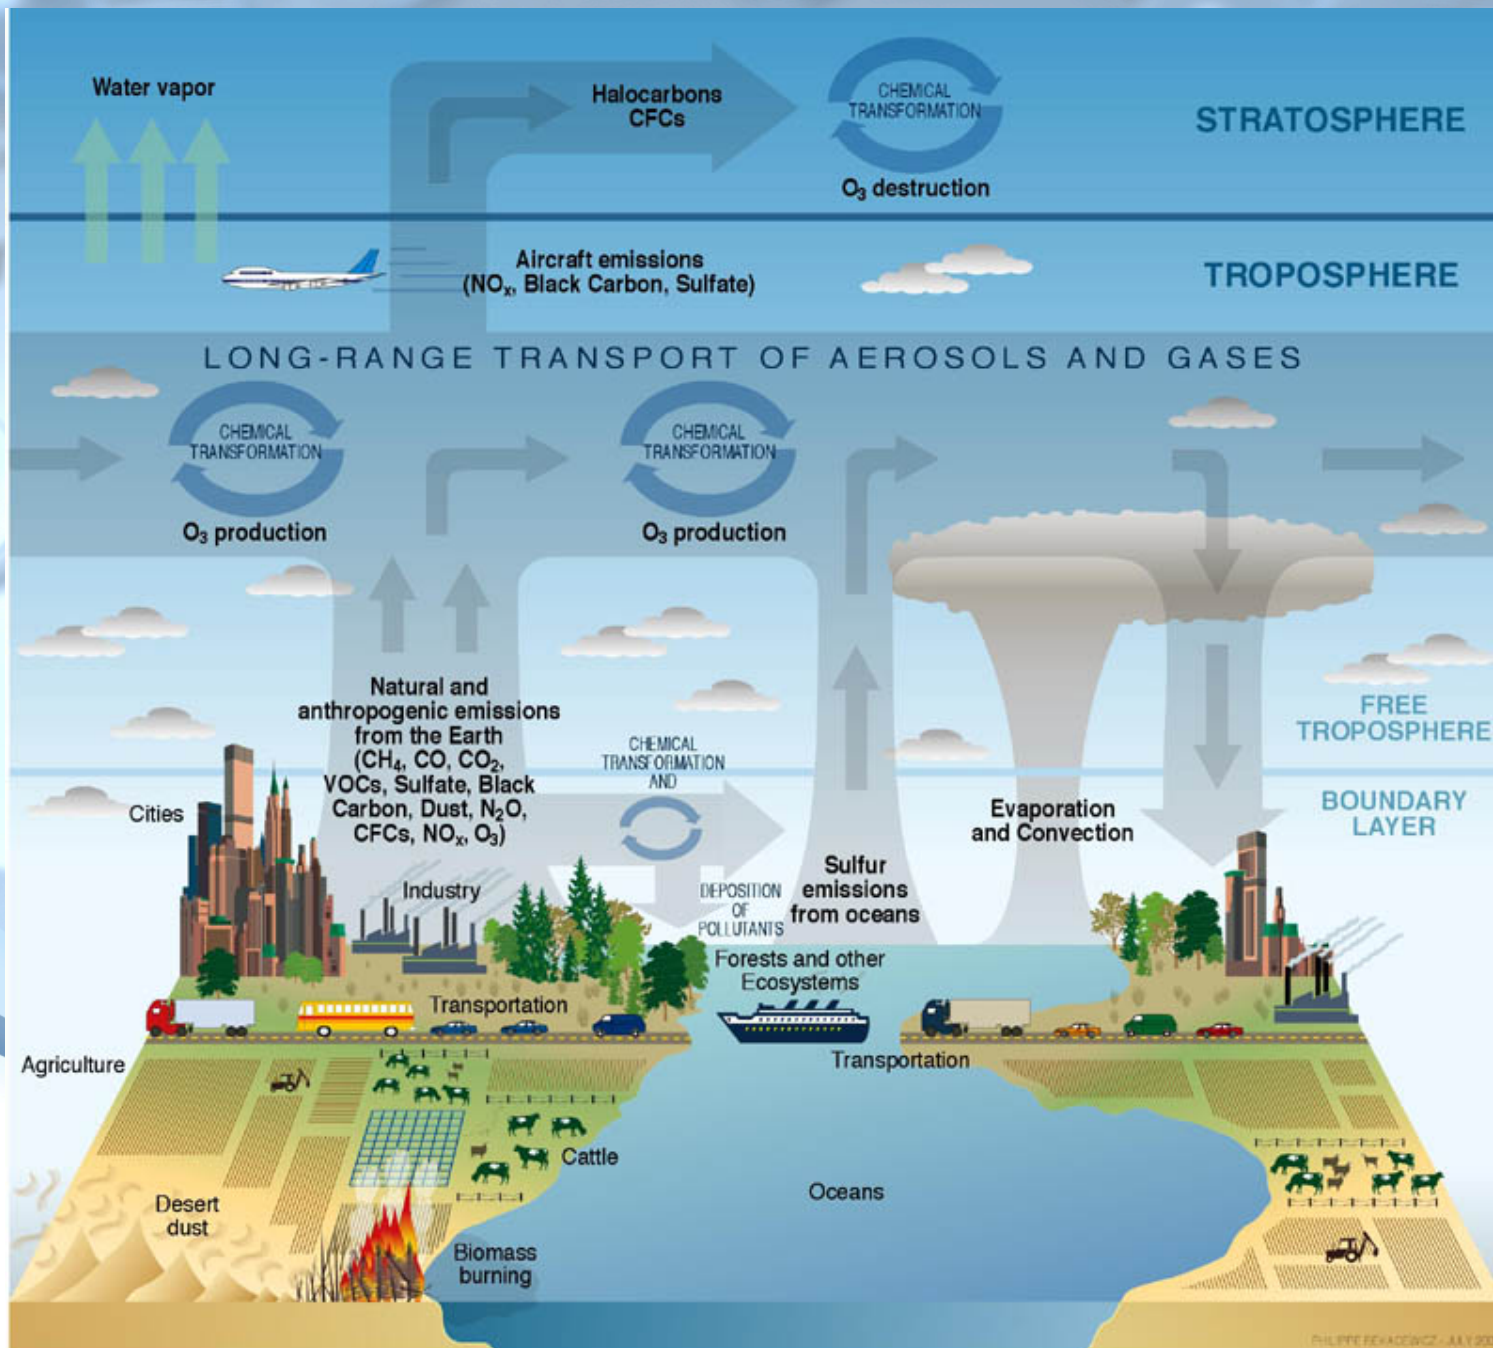 Water vapor
Halocarbons
CFCs
CHEMICAL
TRANSFORMATION
O₃ destruction
STRATOSPHERE
Aircraft emissions
(NOₓ, Black Carbon, Sulfate)
TROPOSPHERE
LONG-RANGE TRANSPORT OF AEROSOLS AND GASES
CHEMICAL
TRANSFORMATION
O₃ production
CHEMICAL
TRANSFORMATION
O₃ production
Natural and
anthropogenic emissions
from the Earth
(CH₄, CO, CO₂,
VOCs, Sulfate, Black
Carbon, Dust, N₂O,
CFCs, NOₓ, O₃)
FREE
TROPOSPHERE
CHEMICAL
TRANSFORMATION
AND
DEPOSITION
OF
POLLUTANTS
BOUNDARY
LAYER
Cities
Evaporation
and Convection
Sulfur
emissions
from oceans
Industry
Forests and other
Ecosystems
Transportation
Transportation
Agriculture
Cattle
Oceans
Desert
dust
Biomass
burning
PHILIPPE REKACEWICZ - JULY